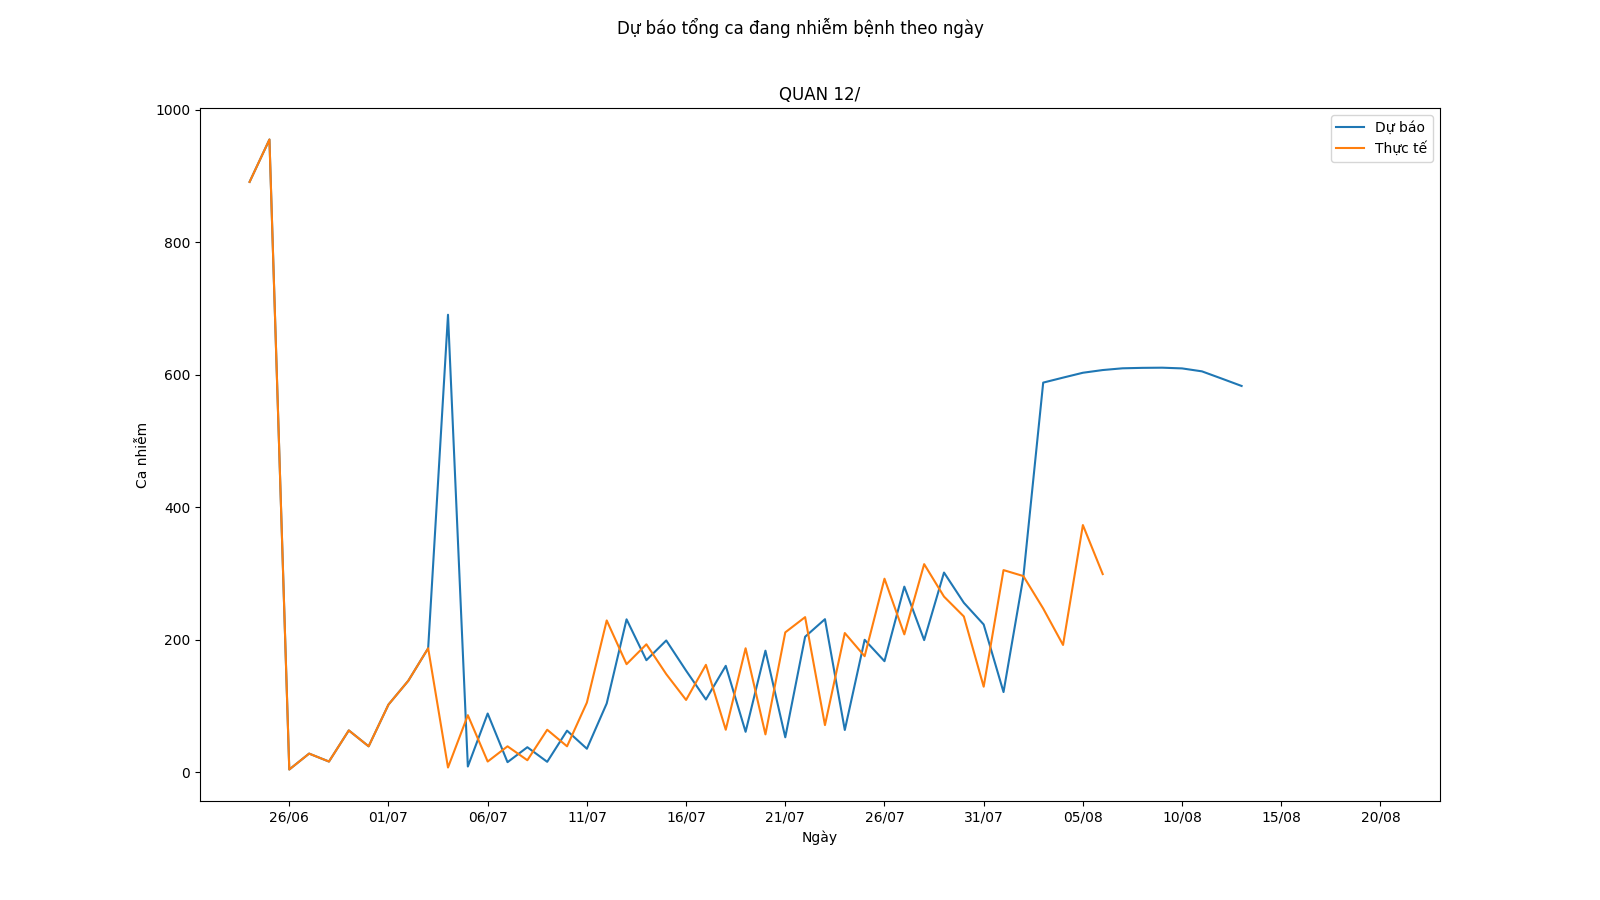 Dự báo tổng ca đang nhiễm bệnh theo ngày
QUAN 12/
1000
800
600
400
200
0
Ca nhiễm
Dự báo
Thực tế
26/06 01/07 06/07 11/07 16/07 21/07 26/07 31/07 05/08 10/08 15/08 20/08
Ngày